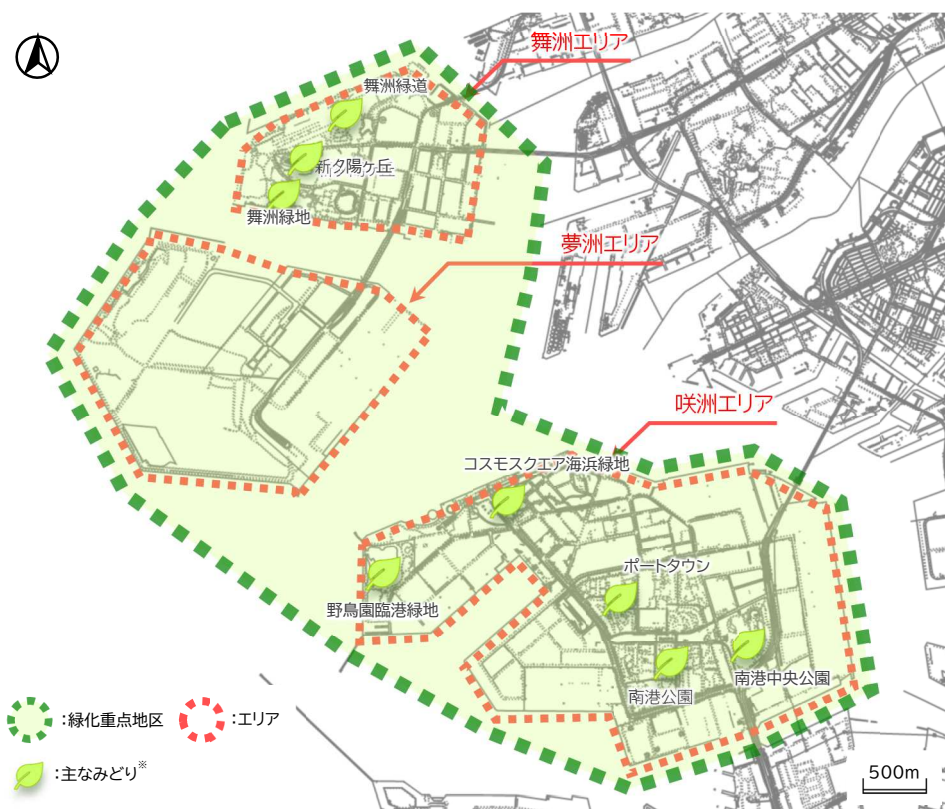 舞洲エリア
舞洲緑道
新夕陽ヶ丘
舞洲緑地
夢洲エリア
咲洲エリア
コスモスクエア海浜緑地
ポートタウン
野鳥園臨港緑地
南港中央公園
南港公園
：緑化重点地区
：エリア
：主なみどり※
500m